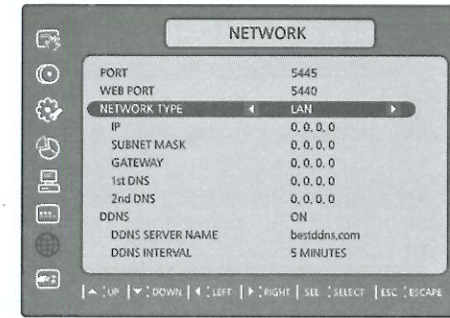 NETWORK
PORT 5445
WEB PORT 5440
NETWORK TYPE LAN
IP 0, 0, 0, 0
SUBNET MASK 0, 0, 0, 0
GATEWAY 0, 0, 0, 0
1st DNS 0, 0, 0, 0
2nd DNS 0, 0, 0, 0
DDNS ON
DDNS SERVER NAME bestddns,com
DDNS INTERVAL 5 MINUTES
▲ : UP | ▼ : DOWN | ◀ : LEFT | ▶ : RIGHT | SEL : SELECT | ESC : ESCAPE